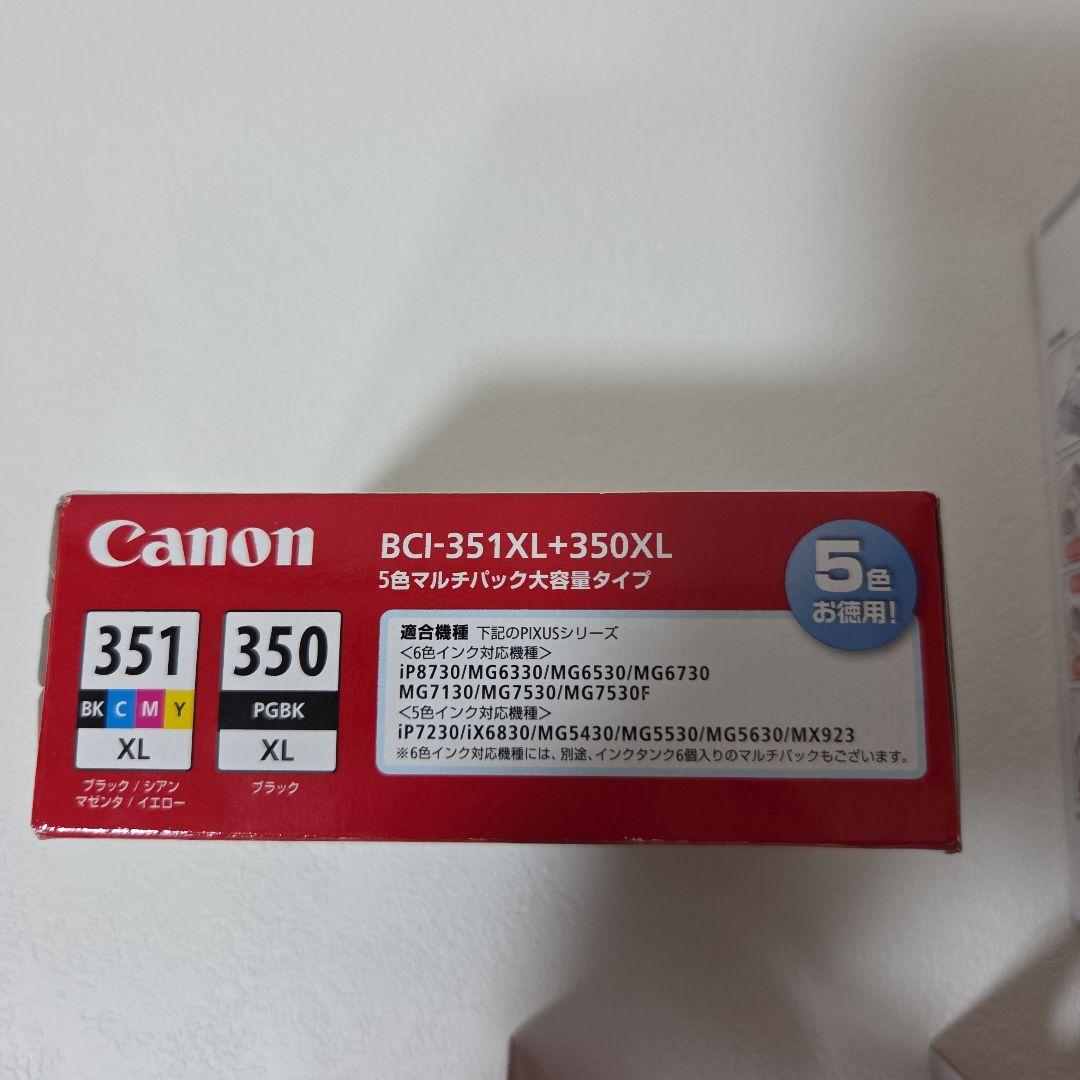 Canon
BCI-351XL+350XL
5色マルチパック大容量タイプ
5色
お徳用!
351
BK C M Y
XL
ブラック / シアン
マゼンタ / イエロー
350
PGBK
XL
ブラック
適合機種 下記のPIXUSシリーズ
<6色インク対応機種>
iP8730/MG6330/MG6530/MG6730
MG7130/MG7530/MG7530F
<5色インク対応機種>
iP7230/iX6830/MG5430/MG5530/MG5630/MX923
※6色インク対応機種には、別途、インクタンク6個入りのマルチパックもございます。